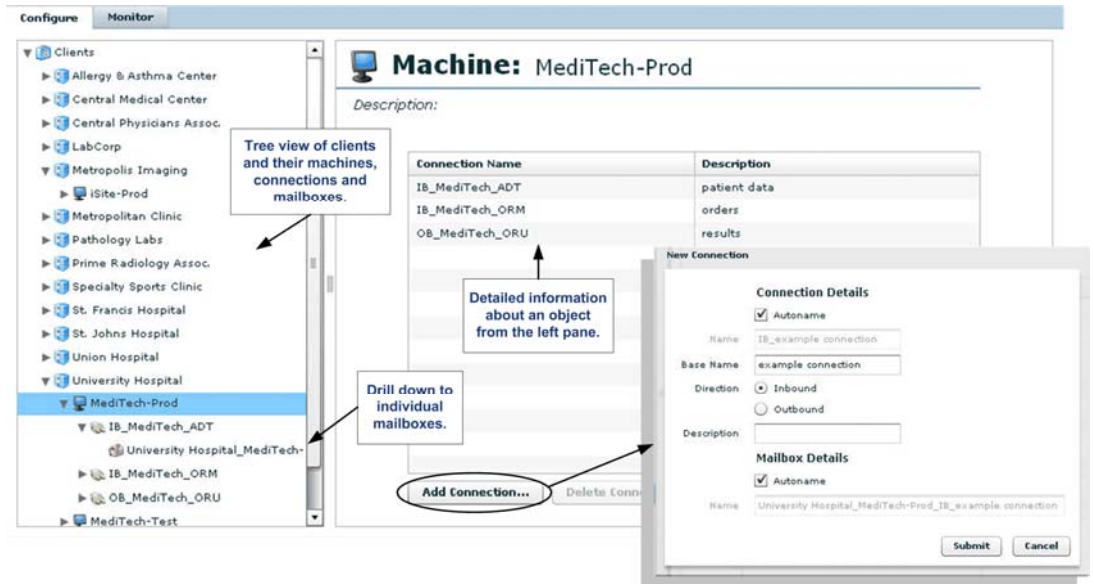 Configure
Monitor
Clients
Allergy & Asthma Center
Central Medical Center
Central Physicians Assoc.
LabCorp
Metropolis Imaging
iSite-Prod
Metropolitan Clinic
Pathology Labs
Prime Radiology Assoc.
Specialty Sports Clinic
St. Francis Hospital
St. Johns Hospital
Union Hospital
University Hospital
MediTech-Prod
IB_MediTech_ADT
University Hospital_MediTech-
IB_MediTech_ORM
OB_MediTech_ORU
MediTech-Test
Tree view of clients
and their machines,
connections and
mailboxes.
Drill down to
individual
mailboxes.
Machine: MediTech-Prod
Description:
Connection Name Description
IB_MediTech_ADT patient data
IB_MediTech_ORM orders
OB_MediTech_ORU results
Detailed information
about an object
from the left pane.
Add Connection...
Delete Conn
New Connection
Connection Details
Autoname
Name IB_example connection
Base Name example connection
Direction Inbound
Outbound
Description
Mailbox Details
Autoname
Name University Hospital_MediTech-Prod_IB_example connection
Submit
Cancel